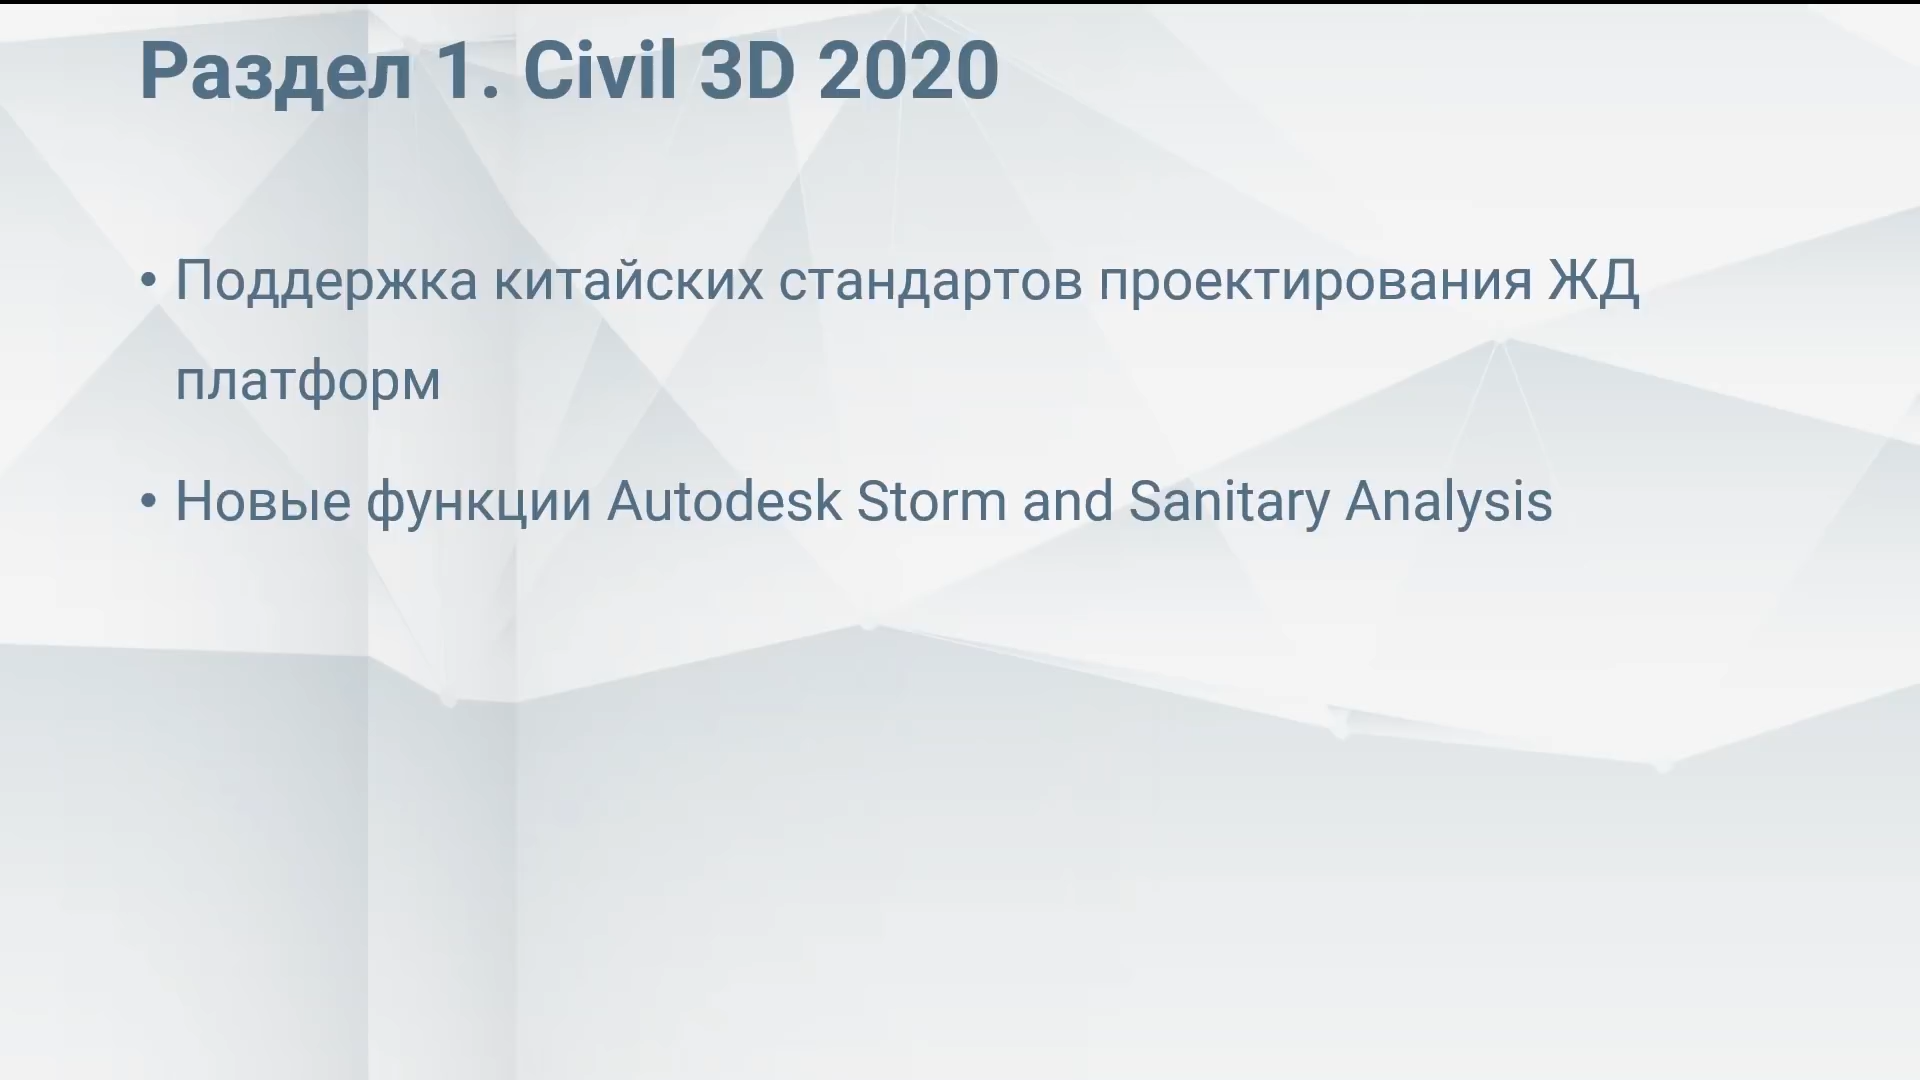 Раздел 1. Civil 3D 2020
• Поддержка китайских стандартов проектирования ЖД
платформ
• Новые функции Autodesk Storm and Sanitary Analysis